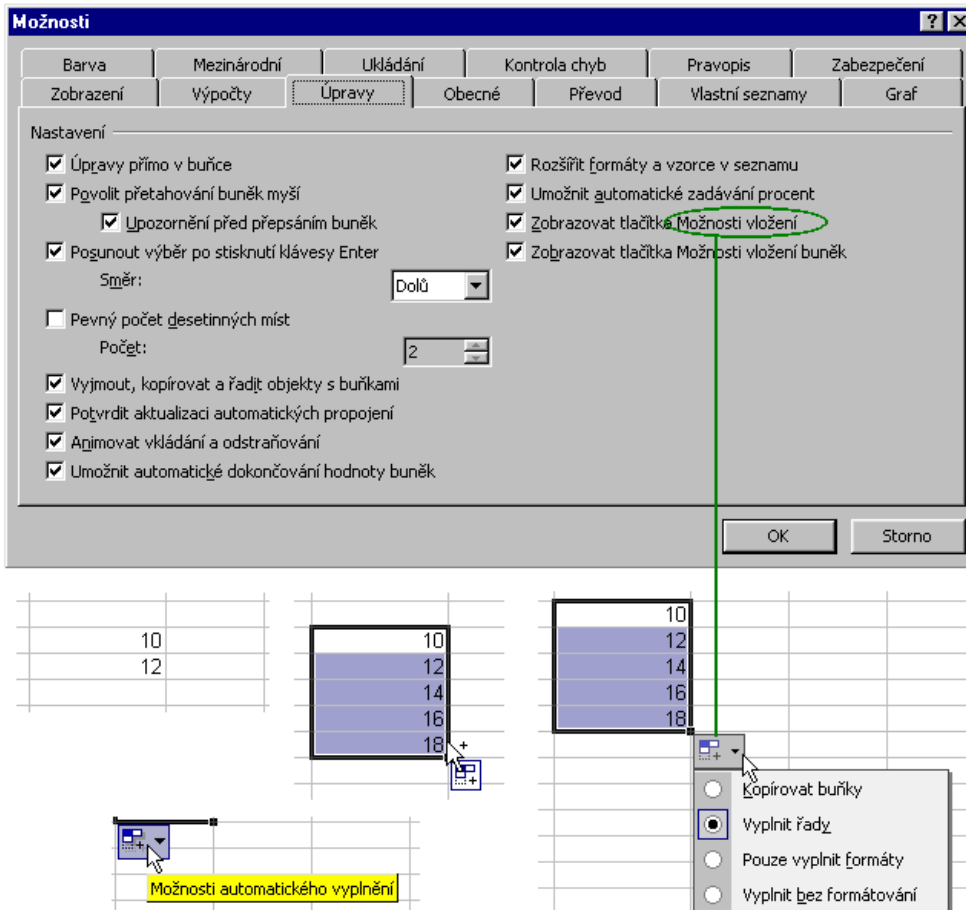 Možnosti
Barva Mezinárodní Ukládání Kontrola chyb Pravopis Zabezpečení
Zobrazení Výpočty Úpravy Obecné Převod Vlastní seznamy Graf
Nastavení
Úpravy přímo v buňce
Povolit přetahování buněk myší
Upozornění před přepsáním buněk
Posunout výběr po stisknutí klávesy Enter
Směr: Dolů
Pevný počet desetinných míst
Počet: 2
Vyjmout, kopírovat a řadit objekty s buňkami
Potvrdit aktualizaci automatických propojení
Animovat vkládání a odstraňování
Umožnit automatické dokončování hodnoty buněk
Rozšířit formáty a vzorce v seznamu
Umožnit automatické zadávání procent
Zobrazovat tlačítka Možnosti vložení
Zobrazovat tlačítka Možnosti vložení buněk
OK Storno
10
12
10
12
14
16
18
10
12
14
16
18
Možnosti automatického vyplnění
Kopírovat buňky
Vyplnit řady
Pouze vyplnit formáty
Vyplnit bez formátování